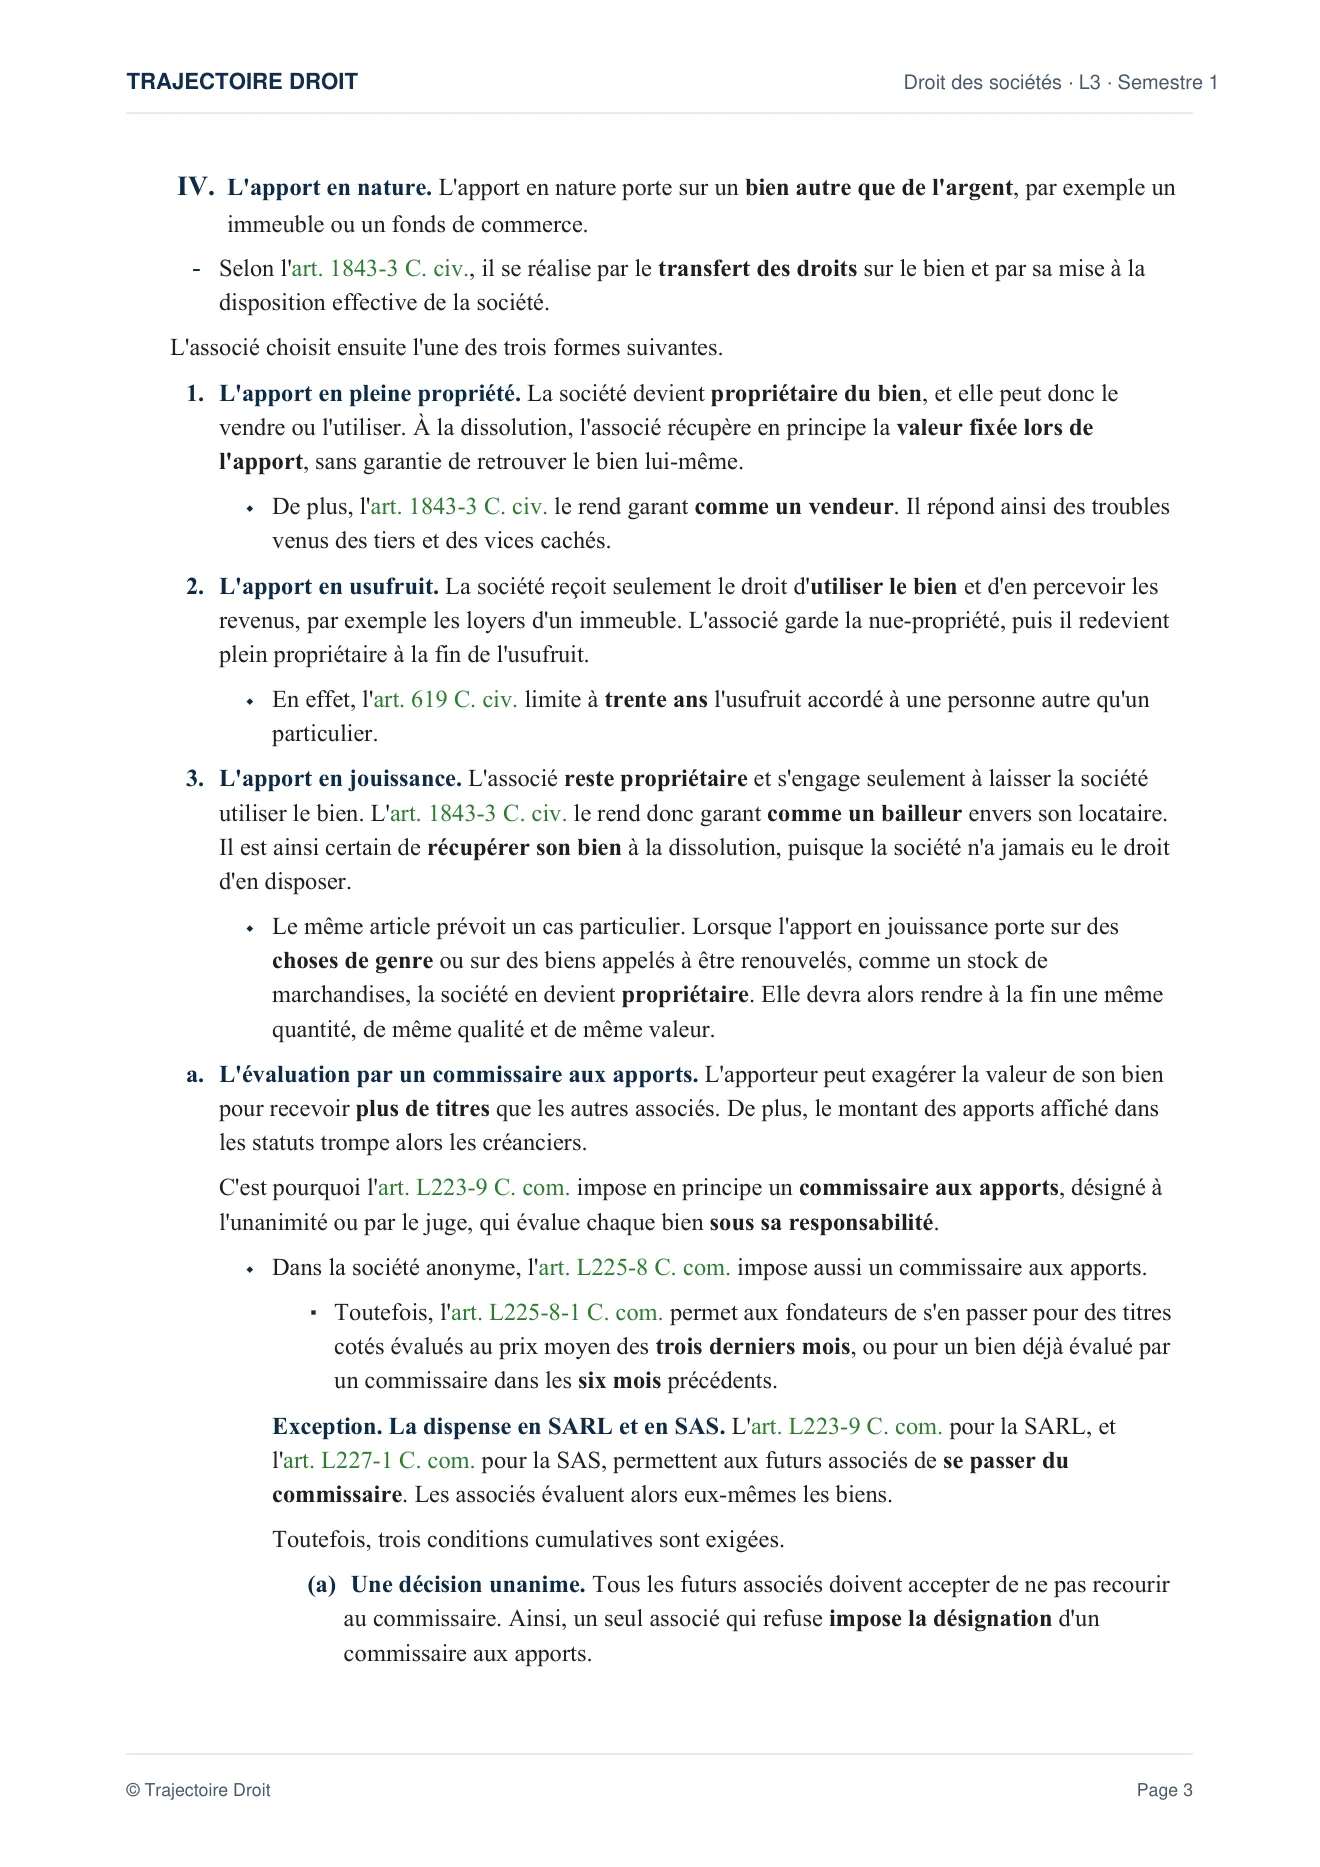 TRAJECTOIRE DROIT
Droit des sociétés · L3 · Semestre 1
IV. L'apport en nature. L'apport en nature porte sur un bien autre que de l'argent, par exemple un
immeuble ou un fonds de commerce.
- Selon l'art. 1843-3 C. civ., il se réalise par le transfert des droits sur le bien et par sa mise à la
disposition effective de la société.
L'associé choisit ensuite l'une des trois formes suivantes.
1. L'apport en pleine propriété. La société devient propriétaire du bien, et elle peut donc le
vendre ou l'utiliser. À la dissolution, l'associé récupère en principe la valeur fixée lors de
l'apport, sans garantie de retrouver le bien lui-même.
⬩ De plus, l'art. 1843-3 C. civ. le rend garant comme un vendeur. Il répond ainsi des troubles
venus des tiers et des vices cachés.
2. L'apport en usufruit. La société reçoit seulement le droit d'utiliser le bien et d'en percevoir les
revenus, par exemple les loyers d'un immeuble. L'associé garde la nue-propriété, puis il redevient
plein propriétaire à la fin de l'usufruit.
⬩ En effet, l'art. 619 C. civ. limite à trente ans l'usufruit accordé à une personne autre qu'un
particulier.
3. L'apport en jouissance. L'associé reste propriétaire et s'engage seulement à laisser la société
utiliser le bien. L'art. 1843-3 C. civ. le rend donc garant comme un bailleur envers son locataire.
Il est ainsi certain de récupérer son bien à la dissolution, puisque la société n'a jamais eu le droit
d'en disposer.
⬩ Le même article prévoit un cas particulier. Lorsque l'apport en jouissance porte sur des
choses de genre ou sur des biens appelés à être renouvelés, comme un stock de
marchandises, la société en devient propriétaire. Elle devra alors rendre à la fin une même
quantité, de même qualité et de même valeur.
a. L'évaluation par un commissaire aux apports. L'apporteur peut exagérer la valeur de son bien
pour recevoir plus de titres que les autres associés. De plus, le montant des apports affiché dans
les statuts trompe alors les créanciers.
C'est pourquoi l'art. L223-9 C. com. impose en principe un commissaire aux apports, désigné à
l'unanimité ou par le juge, qui évalue chaque bien sous sa responsabilité.
⬩ Dans la société anonyme, l'art. L225-8 C. com. impose aussi un commissaire aux apports.
▪ Toutefois, l'art. L225-8-1 C. com. permet aux fondateurs de s'en passer pour des titres
cotés évalués au prix moyen des trois derniers mois, ou pour un bien déjà évalué par
un commissaire dans les six mois précédents.
Exception. La dispense en SARL et en SAS. L'art. L223-9 C. com. pour la SARL, et
l'art. L227-1 C. com. pour la SAS, permettent aux futurs associés de se passer du
commissaire. Les associés évaluent alors eux-mêmes les biens.
Toutefois, trois conditions cumulatives sont exigées.
(a) Une décision unanime. Tous les futurs associés doivent accepter de ne pas recourir
au commissaire. Ainsi, un seul associé qui refuse impose la désignation d'un
commissaire aux apports.
© Trajectoire Droit
Page 3